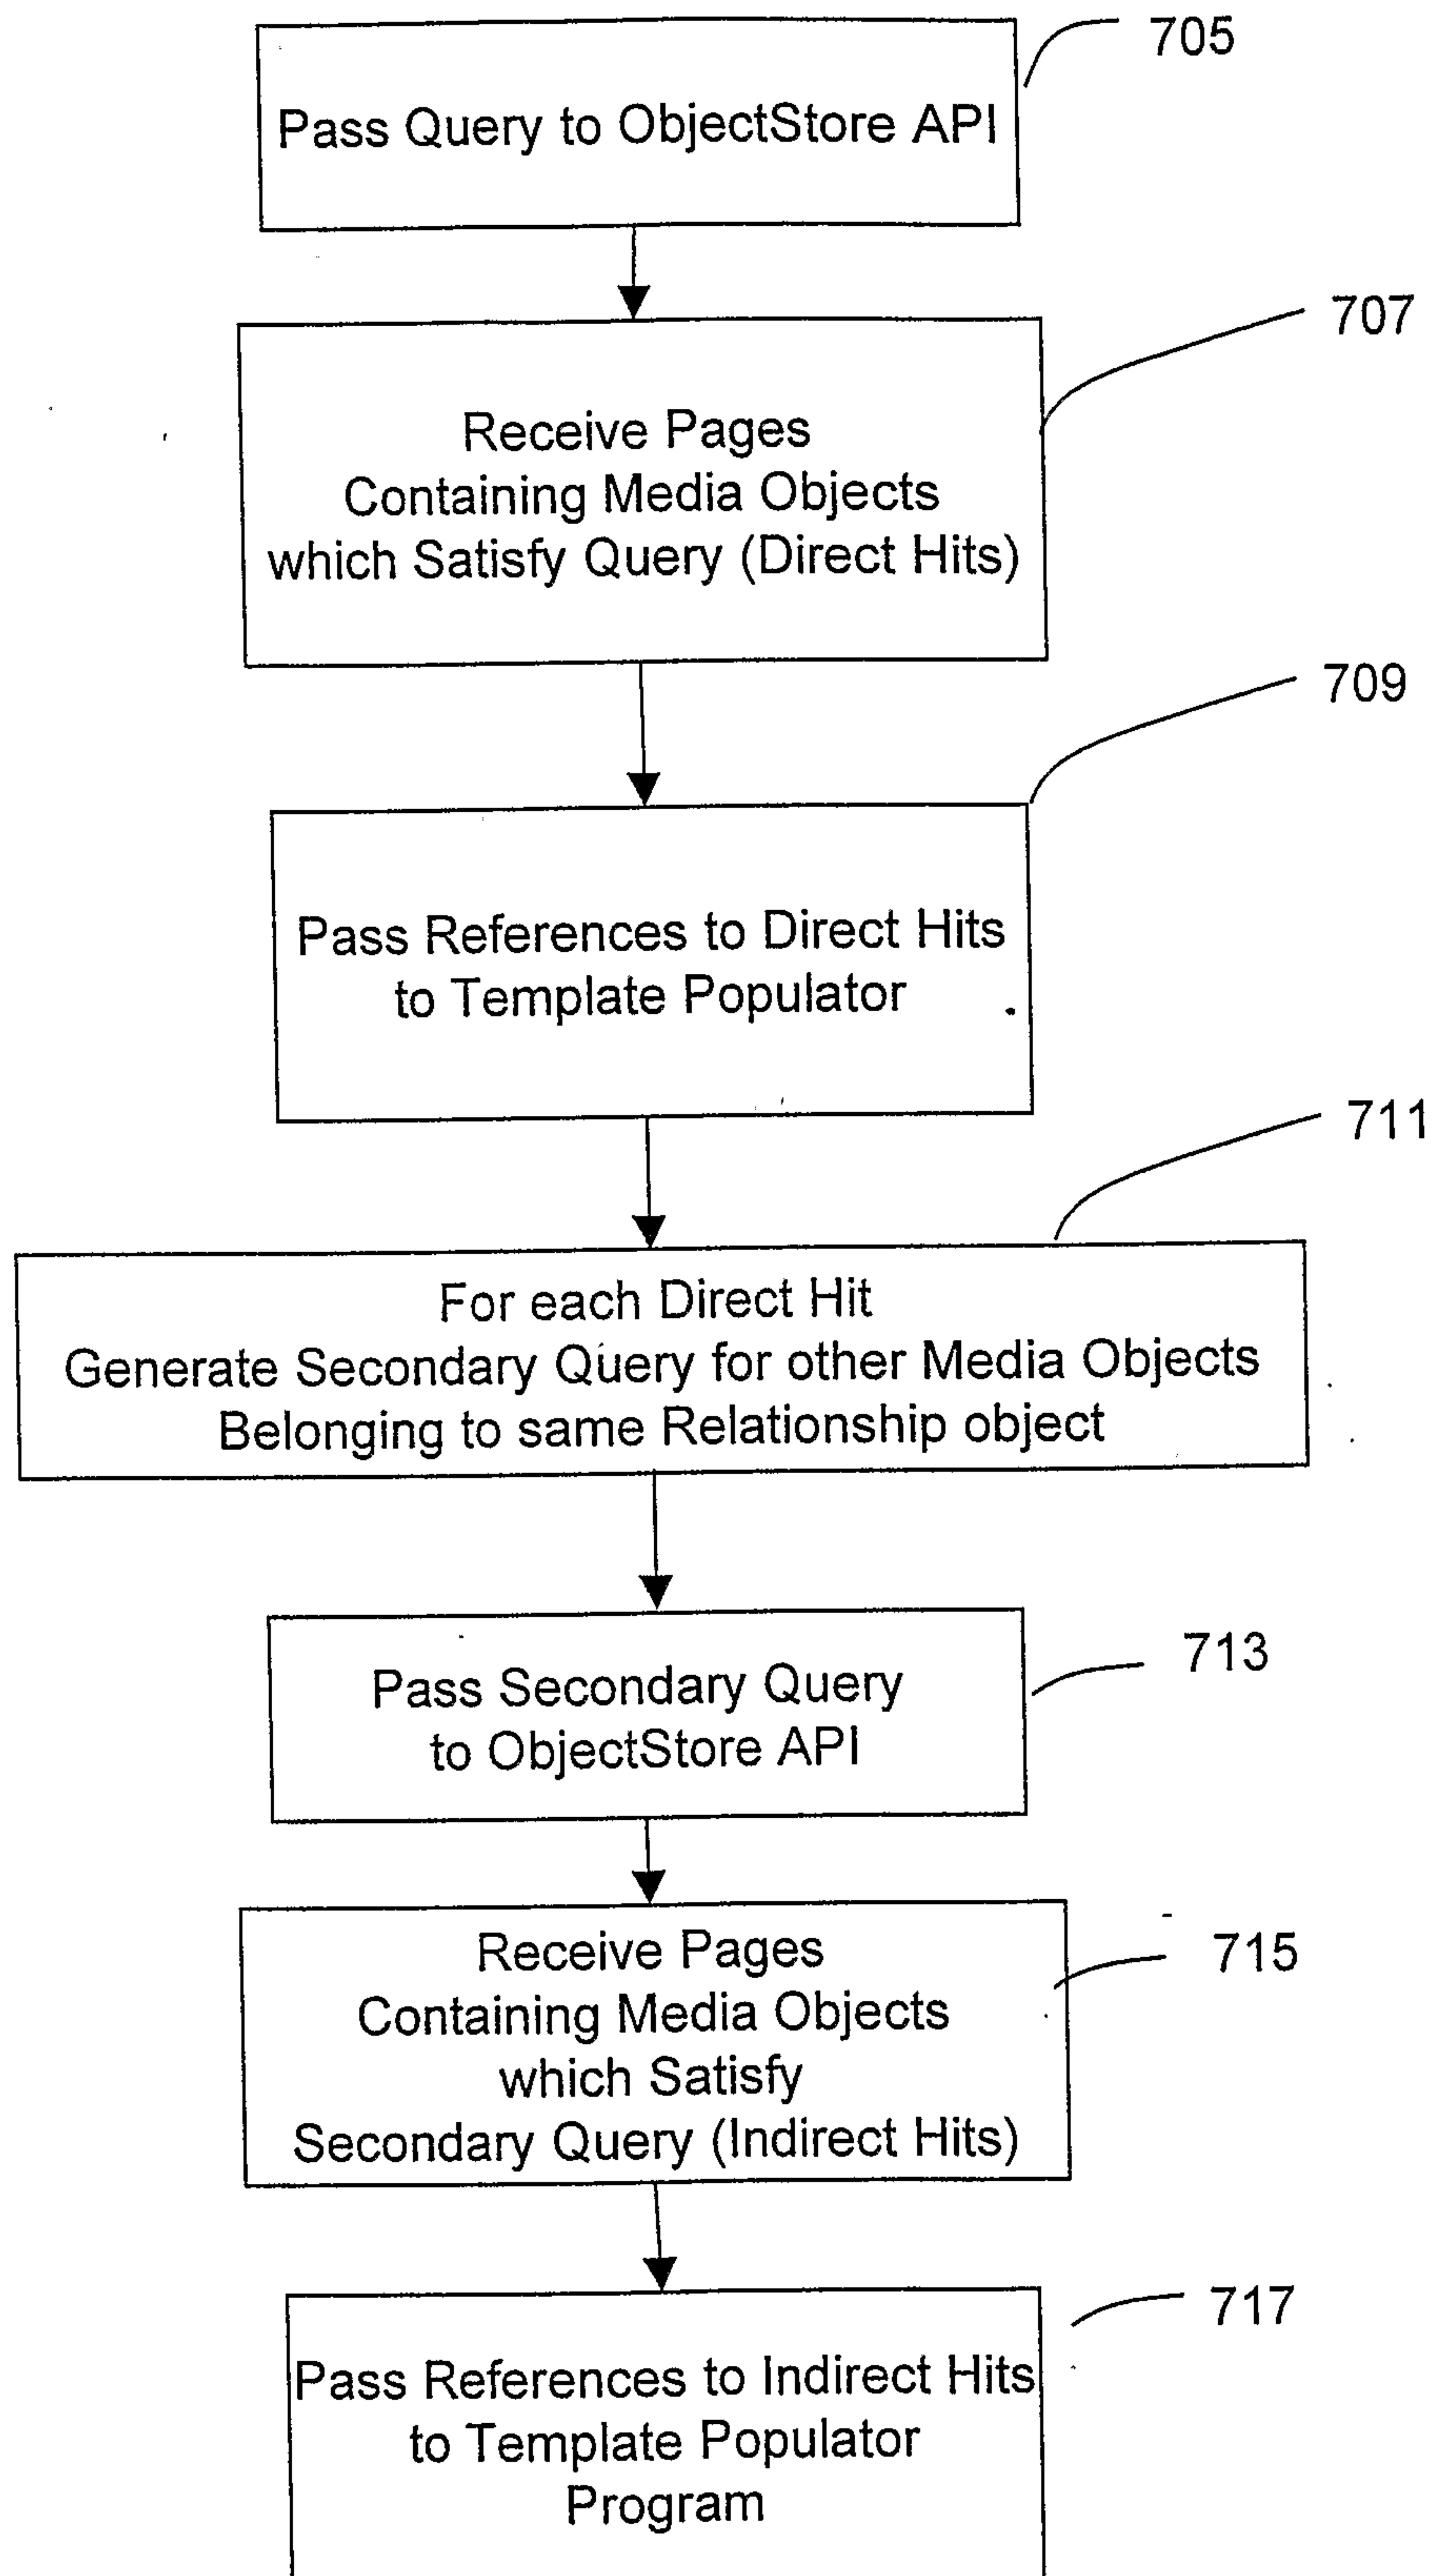 705
Pass Query to ObjectStore API
707
Receive Pages
Containing Media Objects
which Satisfy Query (Direct Hits)
709
Pass References to Direct Hits
to Template Populator
711
For each Direct Hit
Generate Secondary Query for other Media Objects
Belonging to same Relationship object
713
Pass Secondary Query
to ObjectStore API
715
Receive Pages
Containing Media Objects
which Satisfy
Secondary Query (Indirect Hits)
717
Pass References to Indirect Hits
to Template Populator
Program